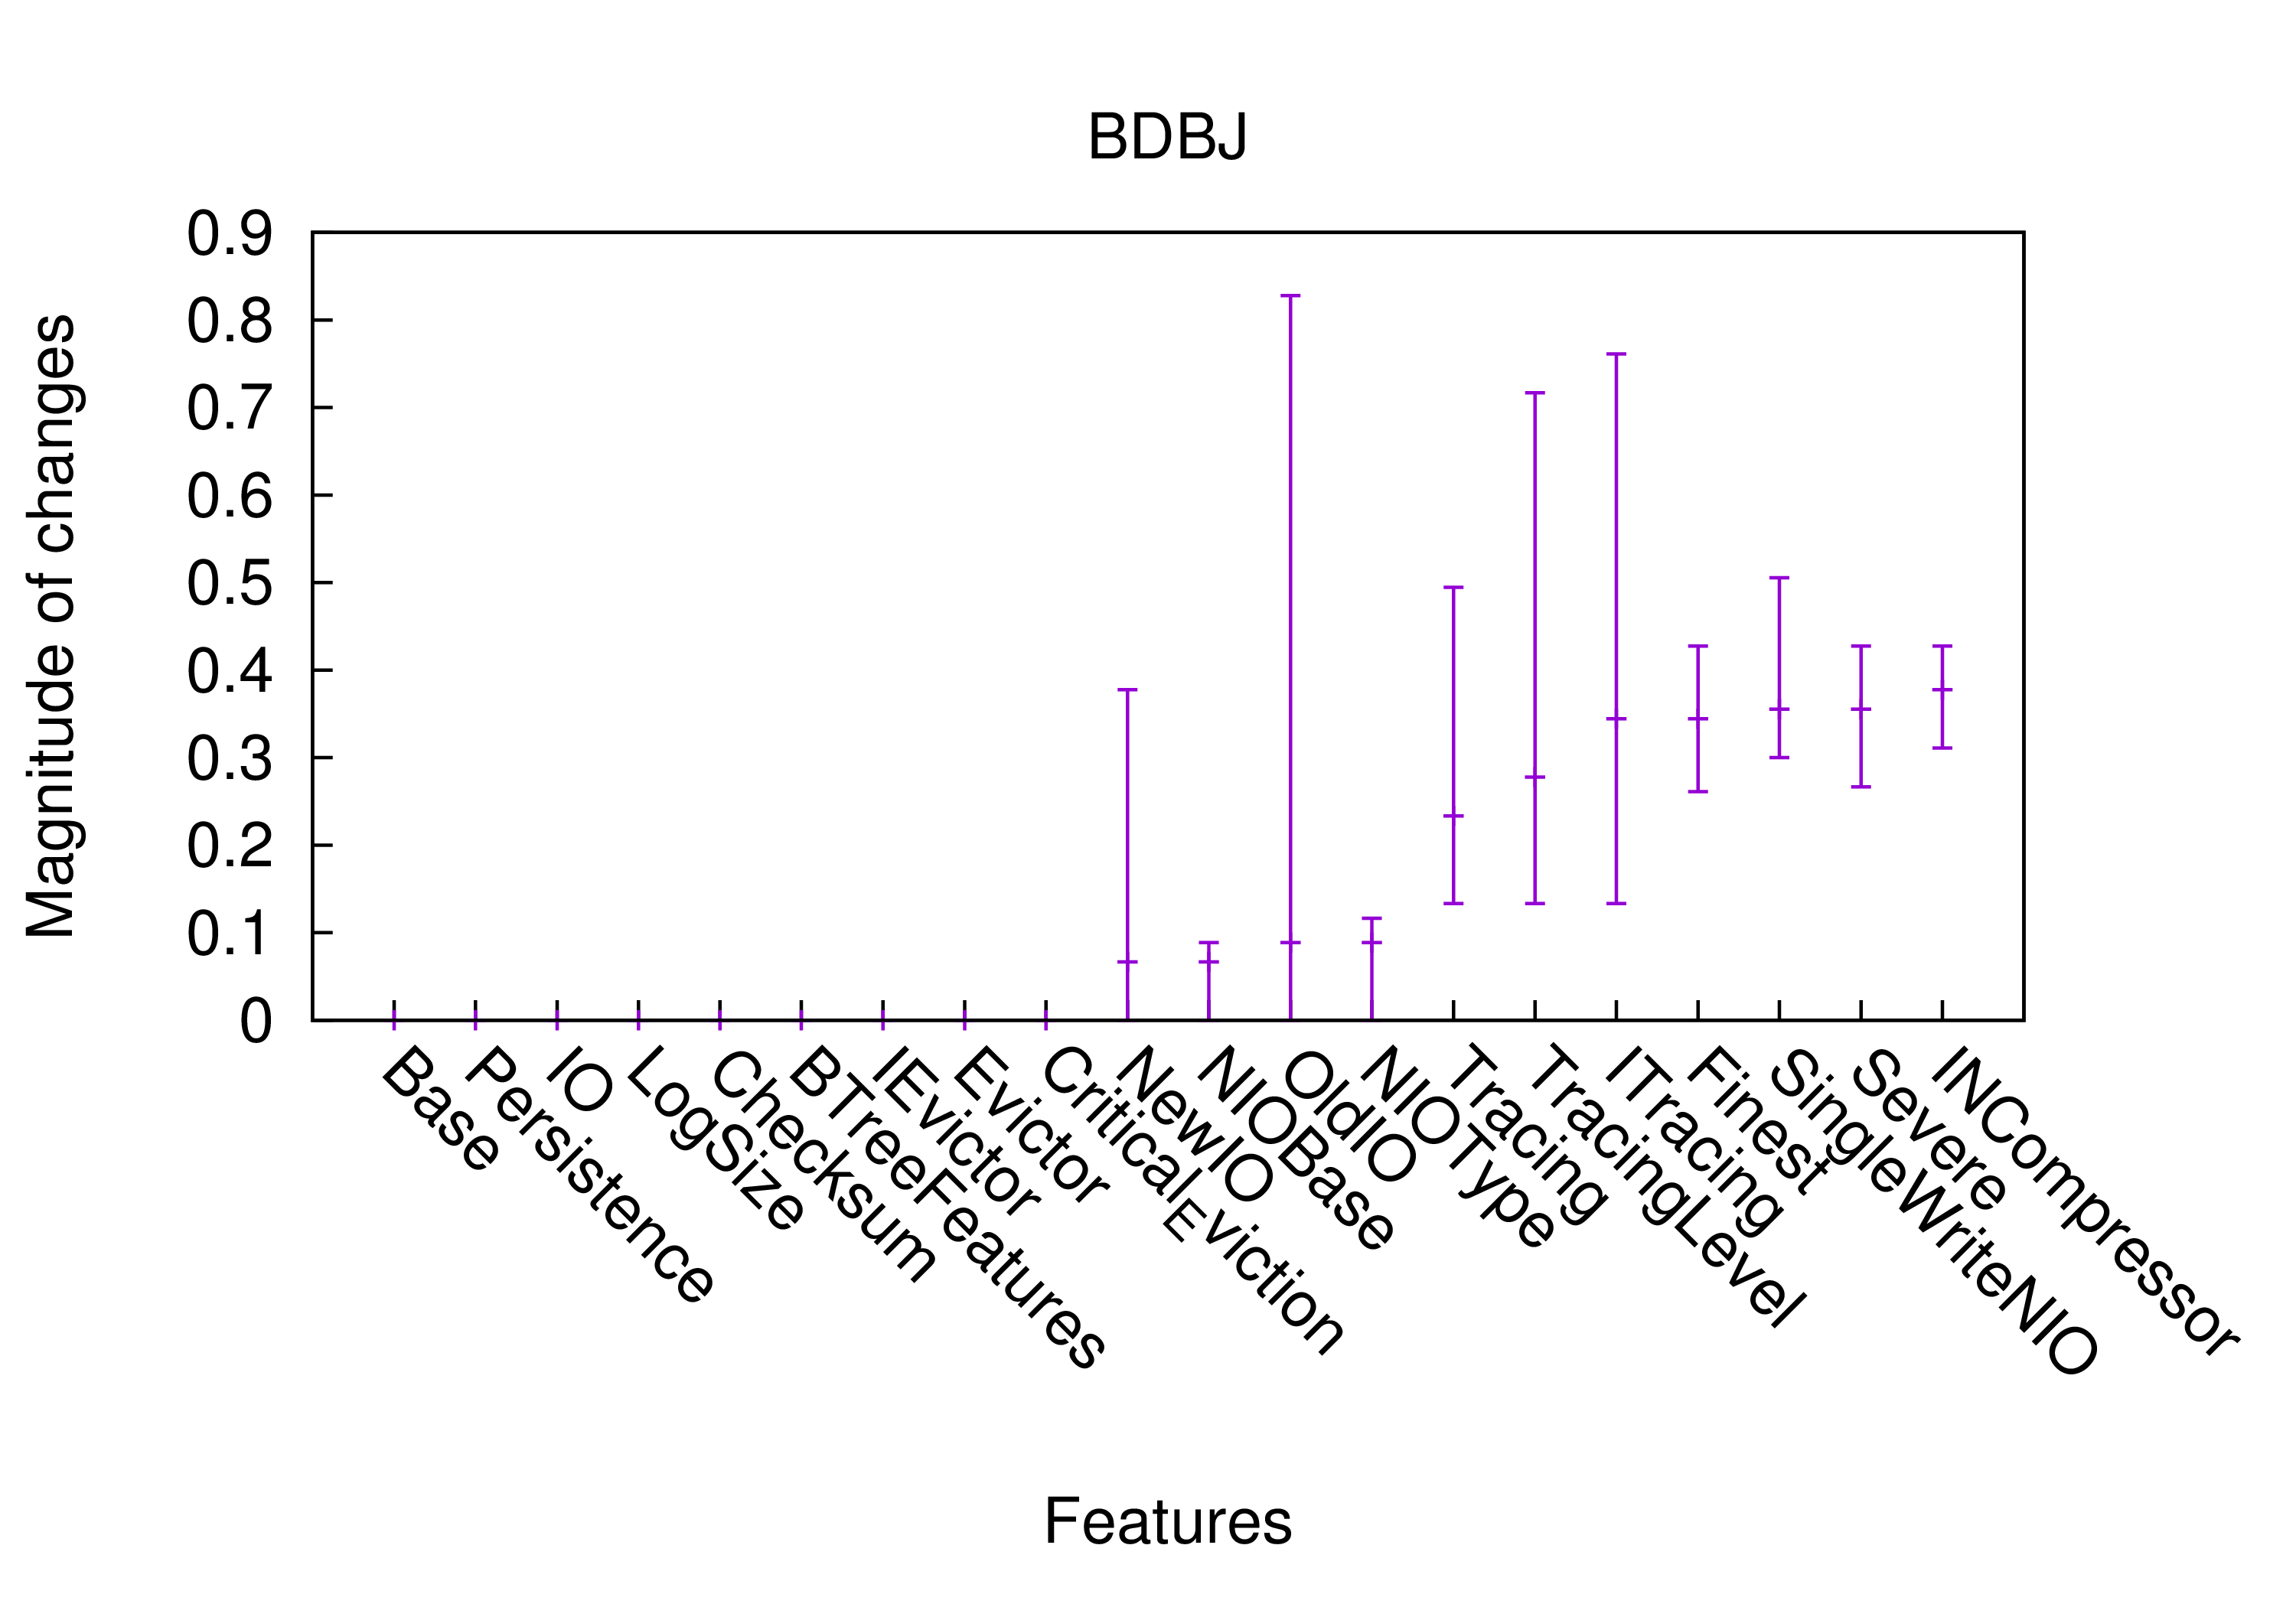 BDBJ
Magnitude of changes
0.9
0.8
0.7
0.6
0.5
0.4
0.3
0.2
0.1
0
Base
Persistence
IO
LogSize
Checksum
BTreeFeatures
IEvictor
Evictor
CriticalEviction
NewIO
NIOBase
OldIO
NIOType
Tracing
TracingLevel
ITracing
Finest
SingleWriteNIO
Severe
INCompressor
Features